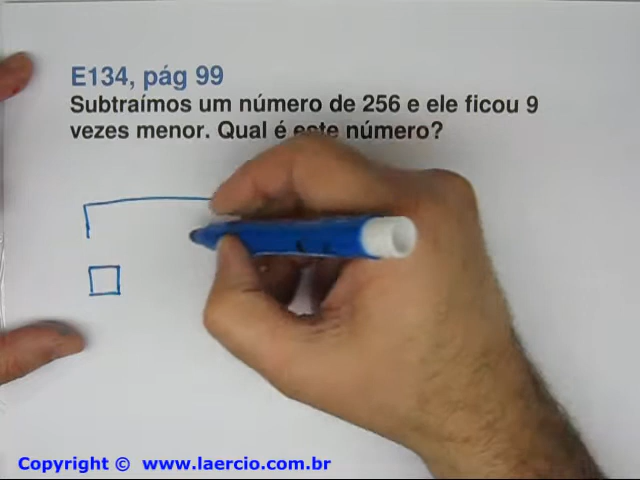 E134, pág 99
Subtraímos um número de 256 e ele ficou 9
vezes menor. Qual é este número?
Copyright © www.laercio.com.br